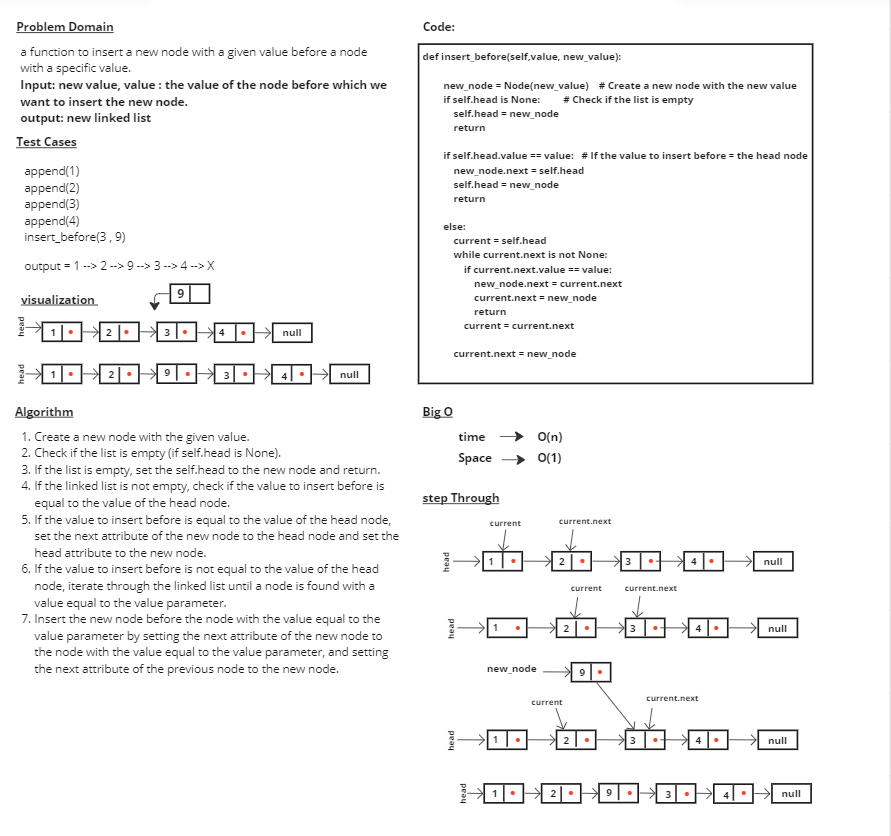 Problem Domain
a function to insert a new node with a given value before a node
with a specific value.
Input: new value, value : the value of the node before which we
want to insert the new node.
output: new linked list
Test Cases
append(1)
append(2)
append(3)
append(4)
insert_before(3 , 9)
output = 1 --> 2 --> 9 --> 3 --> 4 --> X
visualization
9
head
1
2
3
4
null
head
1
2
9
3
4
null
Algorithm
1. Create a new node with the given value.
2. Check if the list is empty (if self.head is None).
3. If the list is empty, set the self.head to the new node and return.
4. If the linked list is not empty, check if the value to insert before is
equal to the value of the head node.
5. If the value to insert before is equal to the value of the head node,
set the next attribute of the new node to the head node and set the
head attribute to the new node.
6. If the value to insert before is not equal to the value of the head
node, iterate through the linked list until a node is found with a
value equal to the value parameter.
7. Insert the new node before the node with the value equal to the
value parameter by setting the next attribute of the new node to
the node with the value equal to the value parameter, and setting
the next attribute of the previous node to the new node.
Code:
def insert_before(self,value, new_value):
new_node = Node(new_value) # Create a new node with the new value
if self.head is None: # Check if the list is empty
self.head = new_node
return
if self.head.value == value: # If the value to insert before = the head node
new_node.next = self.head
self.head = new_node
return
else:
current = self.head
while current.next is not None:
if current.next.value == value:
new_node.next = current.next
current.next = new_node
return
current = current.next
current.next = new_node
Big O
time O(n)
Space O(1)
step Through
current
current.next
head
1
2
3
4
null
current
current.next
head
1
2
3
4
null
new_node
9
current
current.next
head
1
2
3
4
null
head
1
2
9
3
4
null